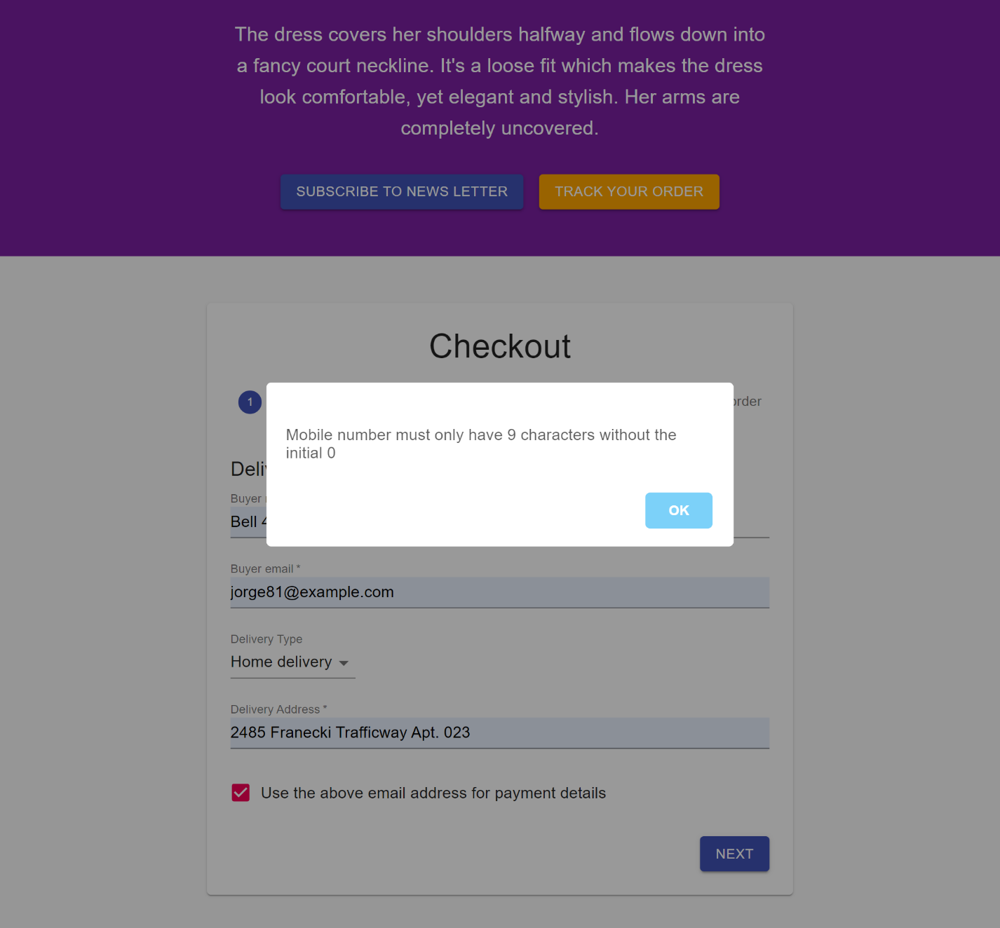 The dress covers her shoulders halfway and flows down into
a fancy court neckline. It's a loose fit which makes the dress
look comfortable, yet elegant and stylish. Her arms are
completely uncovered.
SUBSCRIBE TO NEWS LETTER
TRACK YOUR ORDER
Checkout
1
order
Mobile number must only have 9 characters without the
initial 0
OK
Buyer
Bell
Buyer email *
jorge81@example.com
Delivery Type
Home delivery
Delivery Address *
2485 Franecki Trafficway Apt. 023
Use the above email address for payment details
NEXT